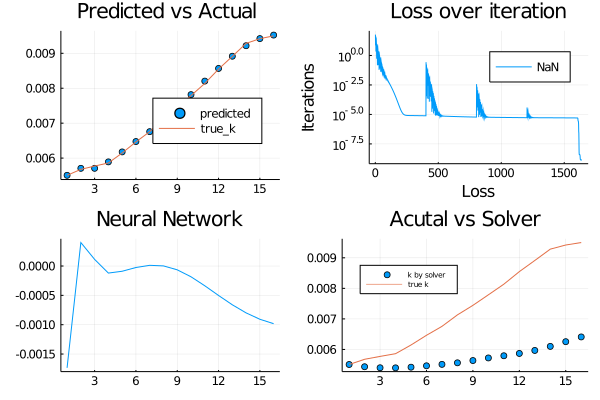 Predicted vs Actual
0.009
0.008
0.007
0.006
predicted
true_k
3 6 9 12 15
Loss over iteration
Iterations
10^0.0
10^-2.5
10^-5.0
10^-7.5
NaN
0 500 1000 1500
Loss
Neural Network
0.0000
-0.0005
-0.0010
-0.0015
3 6 9 12 15
Acutal vs Solver
0.009
0.008
0.007
0.006
k by solver
true k
3 6 9 12 15